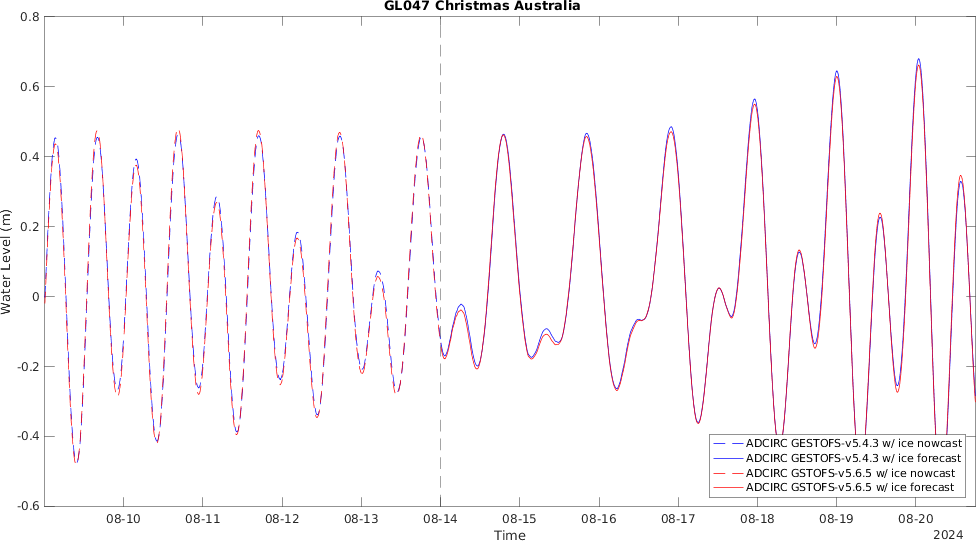 GL047 Christmas Australia
0.8
0.6
0.4
0.2
0
-0.2
-0.4
-0.6
Water Level (m)
ADCIRC GESTOFS-v5.4.3 w/ ice nowcast
ADCIRC GESTOFS-v5.4.3 w/ ice forecast
ADCIRC GSTOFS-v5.6.5 w/ ice nowcast
ADCIRC GSTOFS-v5.6.5 w/ ice forecast
08-10 08-11 08-12 08-13 08-14 08-15 08-16 08-17 08-18 08-19 08-20
Time
2024